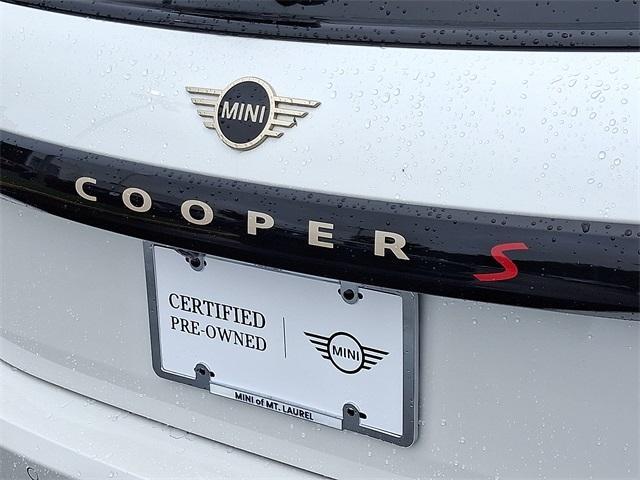 MINI
COOPER S
CERTIFIED
PRE-OWNED
MINI
MINI of MT. LAUREL